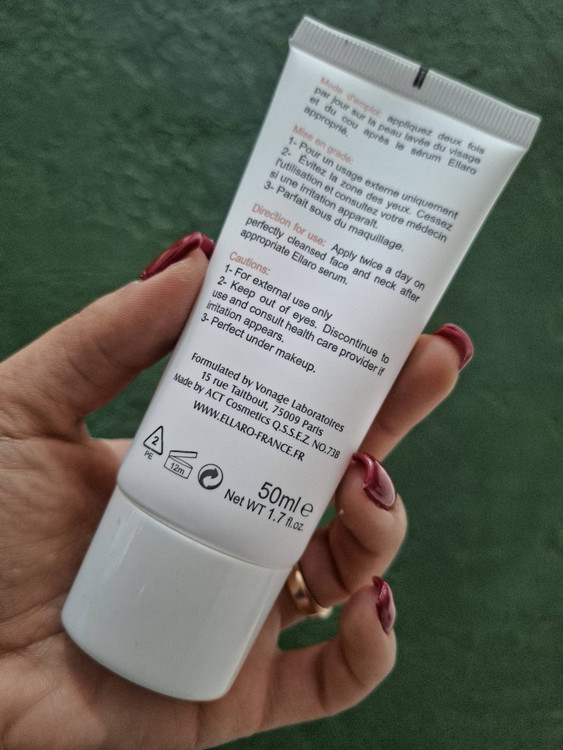 Mode d'emploi: appliquez deux fois
par jour sur la peau lavée du visage
et du cou après le sérum Ellaro
approprié.
Mise en grade:
1- Pour un usage externe uniquement
2- Évitez la zone des yeux. Cessez
l'utilisation et consultez votre médecin
si une irritation apparaît.
3- Parfait sous du maquillage.
Direction for use: Apply twice a day on
perfectly cleansed face and neck after
appropriate Ellaro serum.
Cautions:
1- For external use only
2- Keep out of eyes. Discontinue to
use and consult health care provider if
irritation appears.
3- Perfect under makeup.
Formulated by Vonage Laboratoires
15 rue Taitbout, 75009 Paris
Made by ACT Cosmetics Q.S.S.E.Z. NO.73B
WWW.ELLARO-FRANCE.FR
2
PE
12m
50ml e
Net WT 1.7 fl.oz.